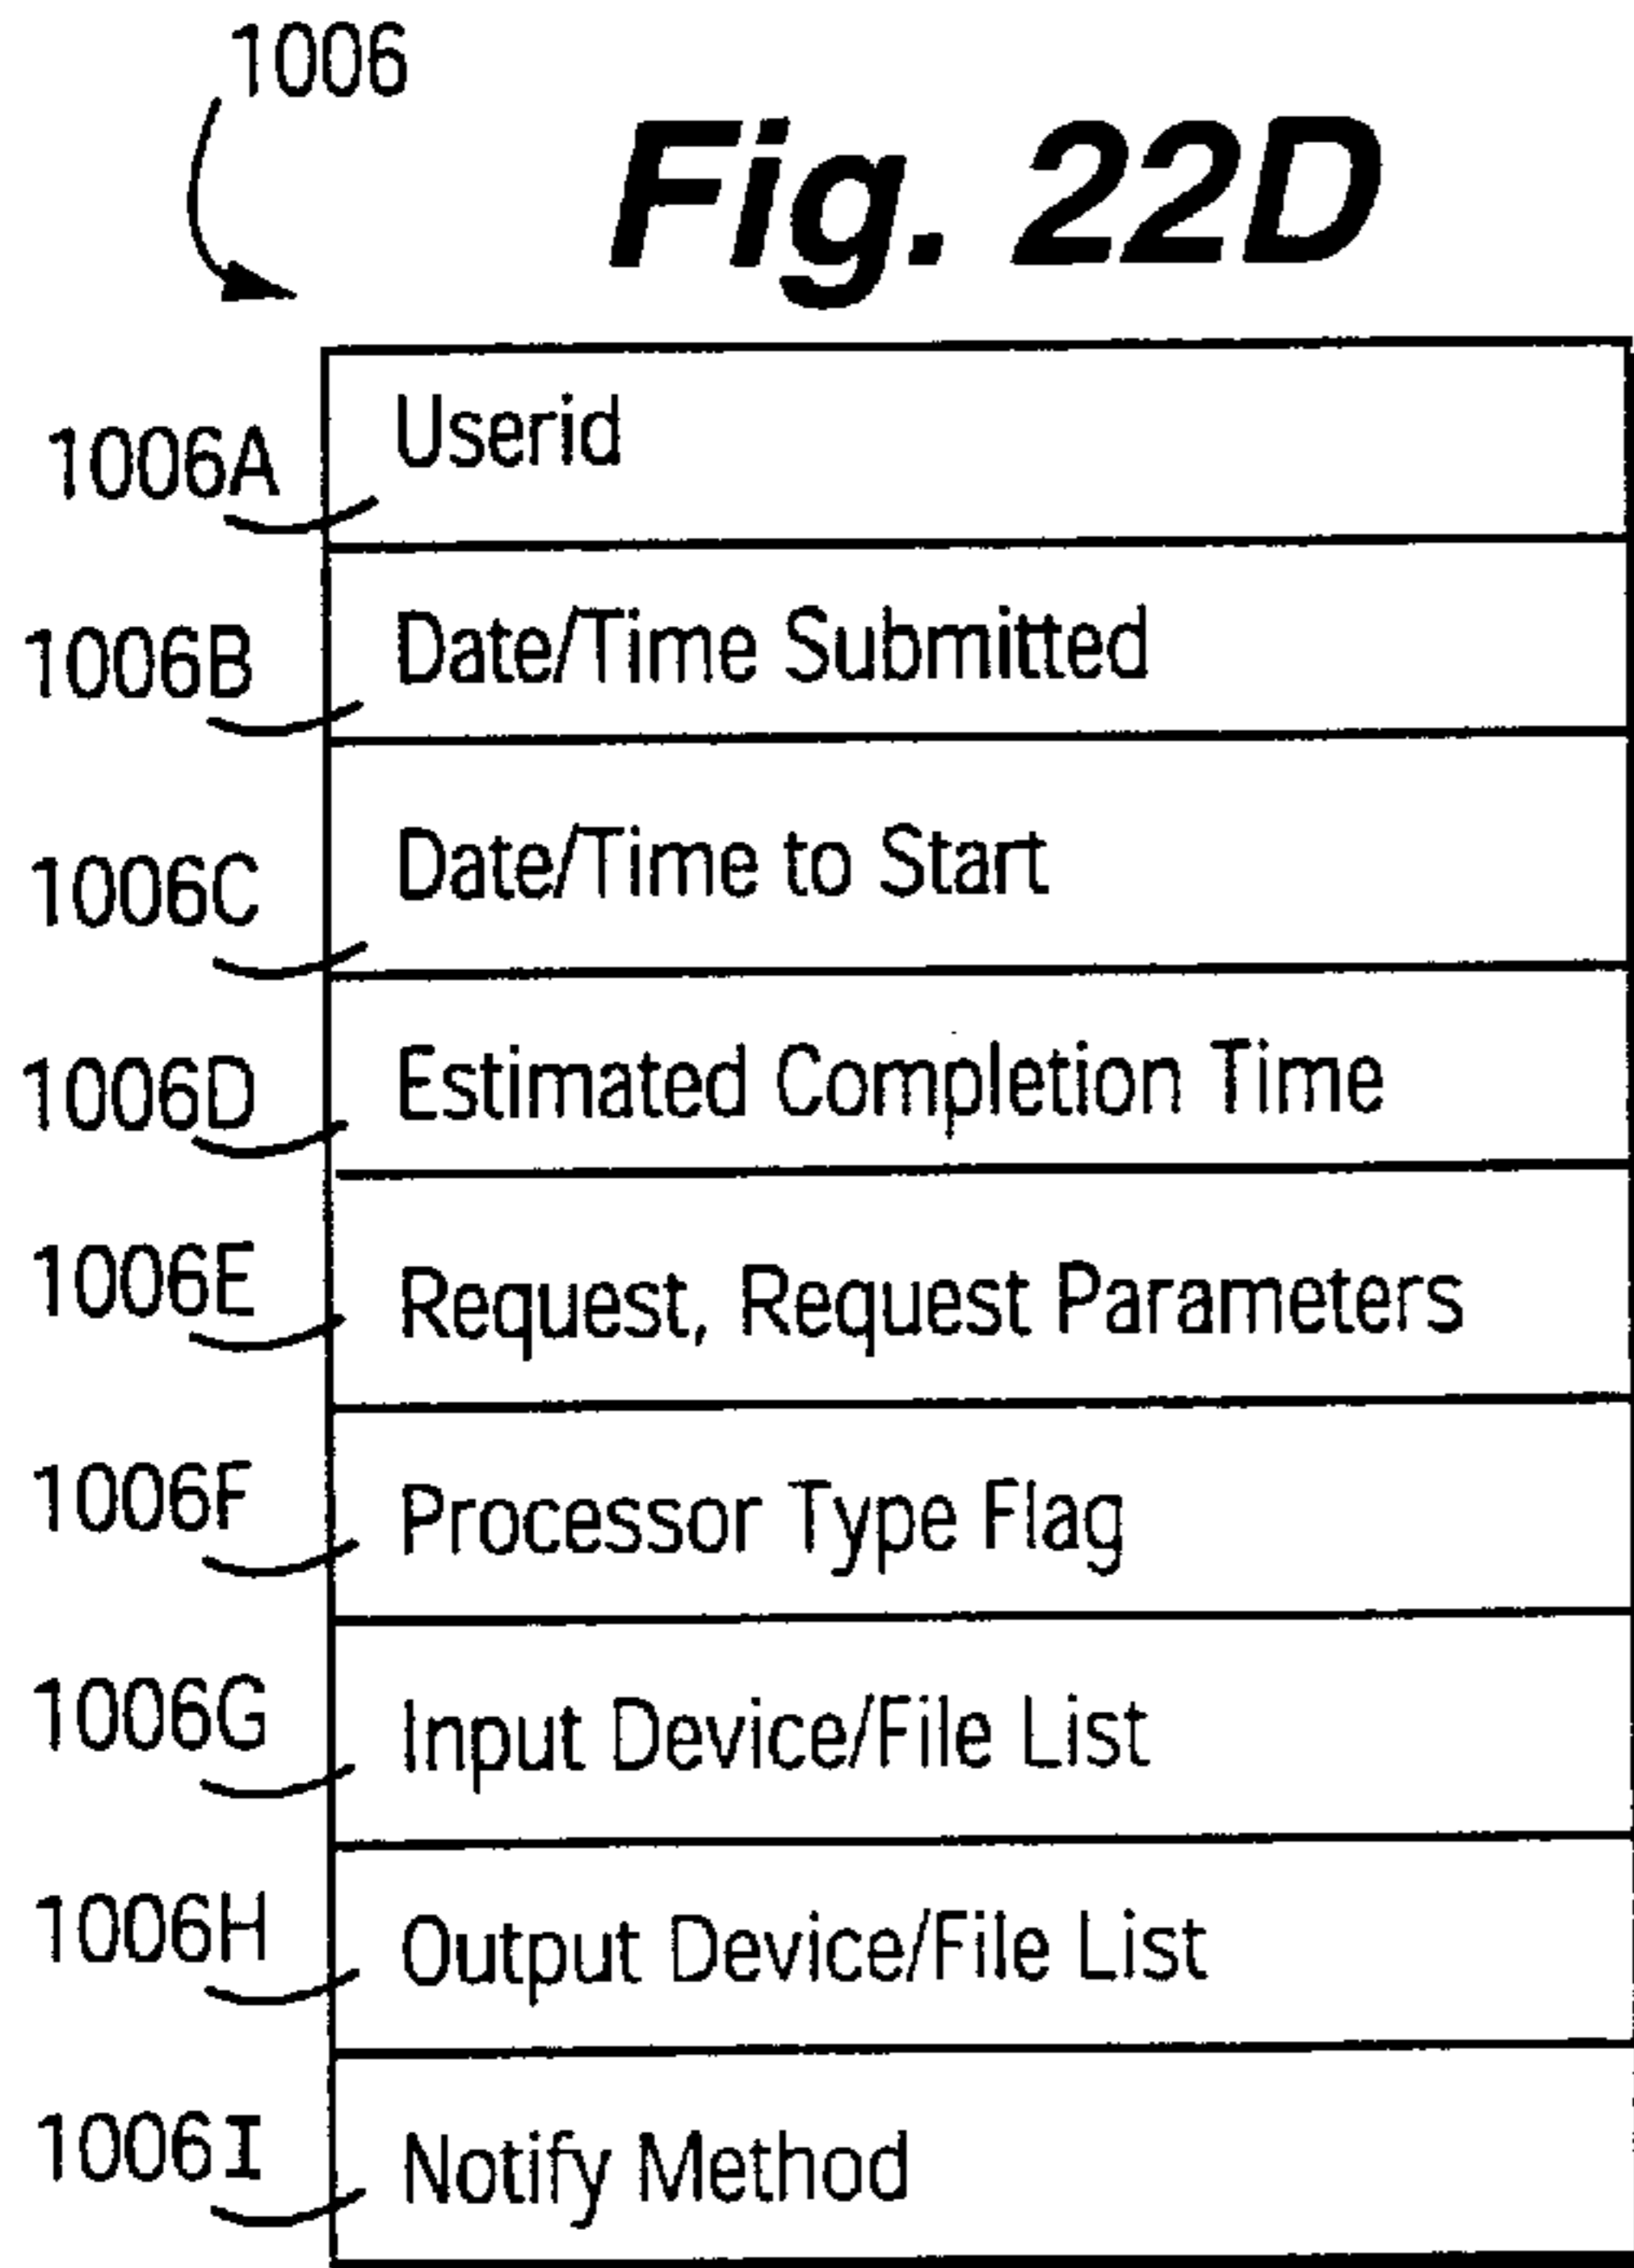 1006
Fig. 22D
1006A
Userid
1006B
Date/Time Submitted
1006C
Date/Time to Start
1006D
Estimated Completion Time
1006E
Request, Request Parameters
1006F
Processor Type Flag
1006G
Input Device/File List
1006H
Output Device/File List
1006I
Notify Method